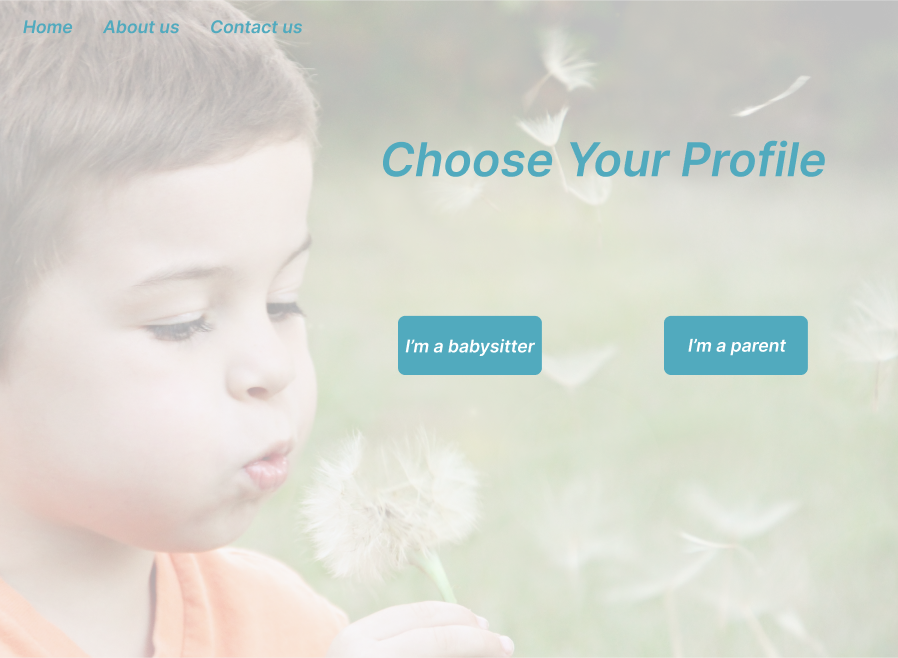 Home About us Contact us
Choose Your Profile
I'm a babysitter I'm a parent